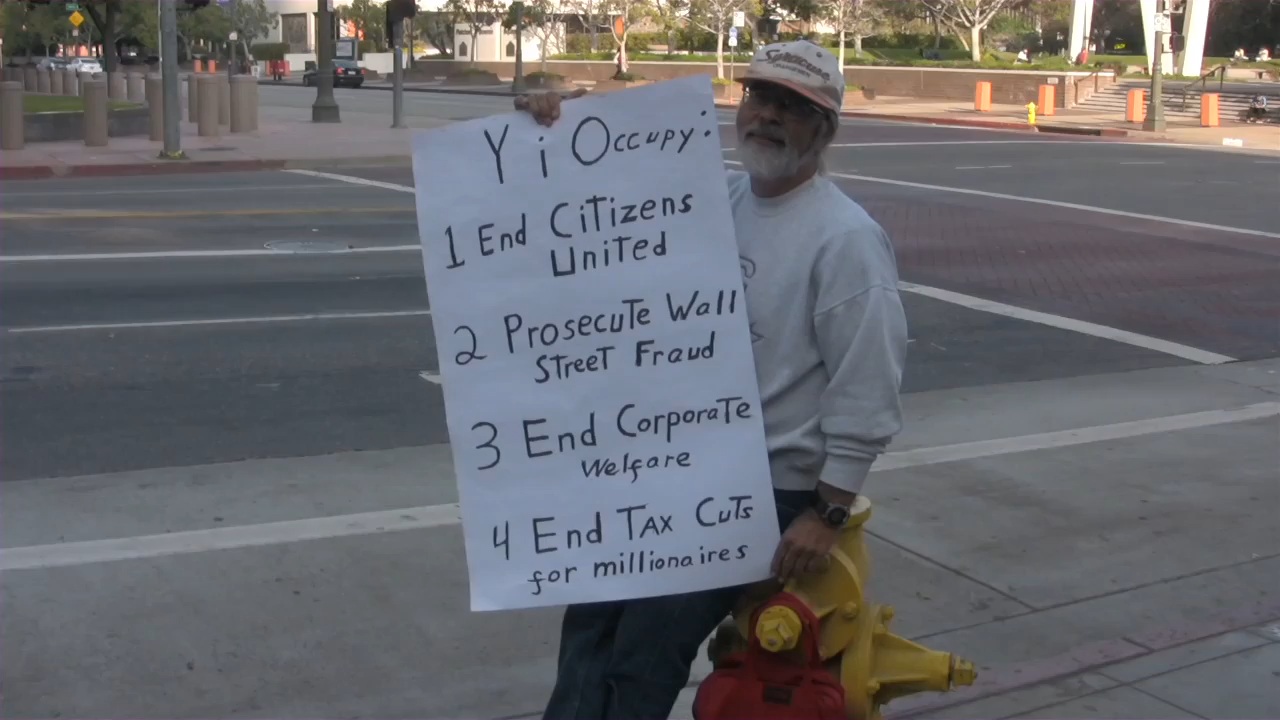 Y i Occupy:
1 End Citizens
United
2 Prosecute Wall
Street Fraud
3 End Corporate
Welfare
4 End Tax Cuts
for millionaires
Syracuse